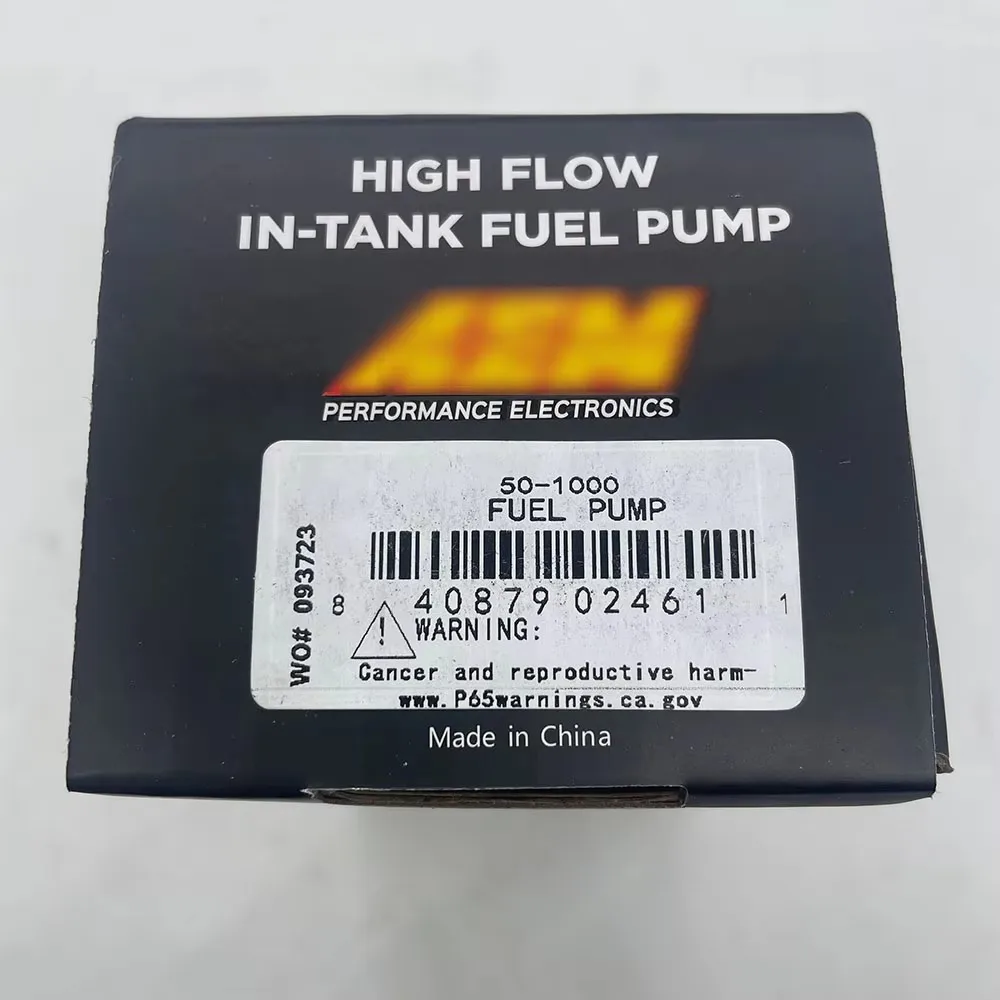 HIGH FLOW
IN-TANK FUEL PUMP
AEM
PERFORMANCE ELECTRONICS
50-1000
FUEL PUMP
WO# 093723
8 40879 02461 1
WARNING:
Cancer and reproductive harm-
www.P65warnings.ca.gov
Made in China